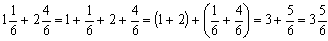 1 1/6 + 2 4/6 = 1 + 1/6 + 2 + 4/6 = (1 + 2) + (1/6 + 4/6) = 3 + 5/6 = 3 5/6